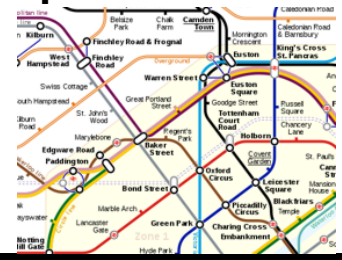 Caledonian Road
Belsize
Park
Chalk
Farm
Camden
Town
Caledonian Road
& Barnsbury
Kilburn
Mornington
Crescent
Finchley Road & Frognal
King's Cross
St. Pancras
West
Hampstead
Finchley
Road
Overground
Euston
Warren Street
Swiss Cottage
Euston
Square
Great Portland
Street
Goodge Street
Russell
Square
St. John's
Wood
Tottenham
Court
Road
Chancery
Lane
Marylebone
Regent's
Park
Holborn
Edgware Road
Baker
Street
Covent
Garden
St. Paul's
Paddington
Bond Street
Oxford
Circus
Leicester
Square
Mansion
House
Marble Arch
Piccadilly
Circus
Blackfriars
Temple
Lancaster
Gate
Green Park
Charing Cross
Notting
Hill Gate
Zone 1
Embankment
Hyde Park